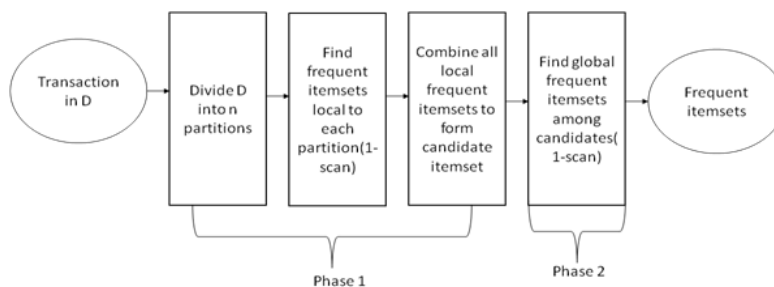 Transaction
in D
Divide D
into n
partitions
Find
frequent
itemsets
local to
each
partition(1-
scan)
Combine all
local
frequent
itemsets to
form
candidate
itemset
Find global
frequent
itemsets
among
candidates(
1-scan)
Frequent
itemsets
Phase 1
Phase 2